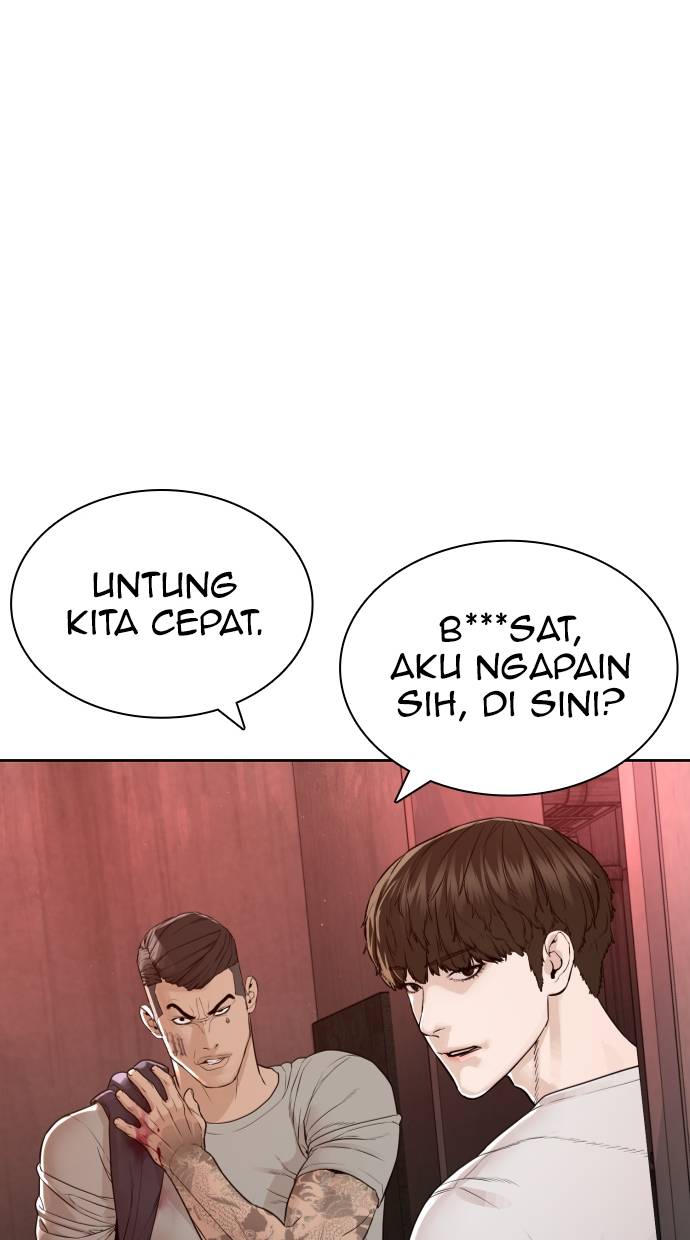 UNTUNG
KITA CEPAT.
B***SAT,
AKU NGAPAIN
SIH, DI SINI?